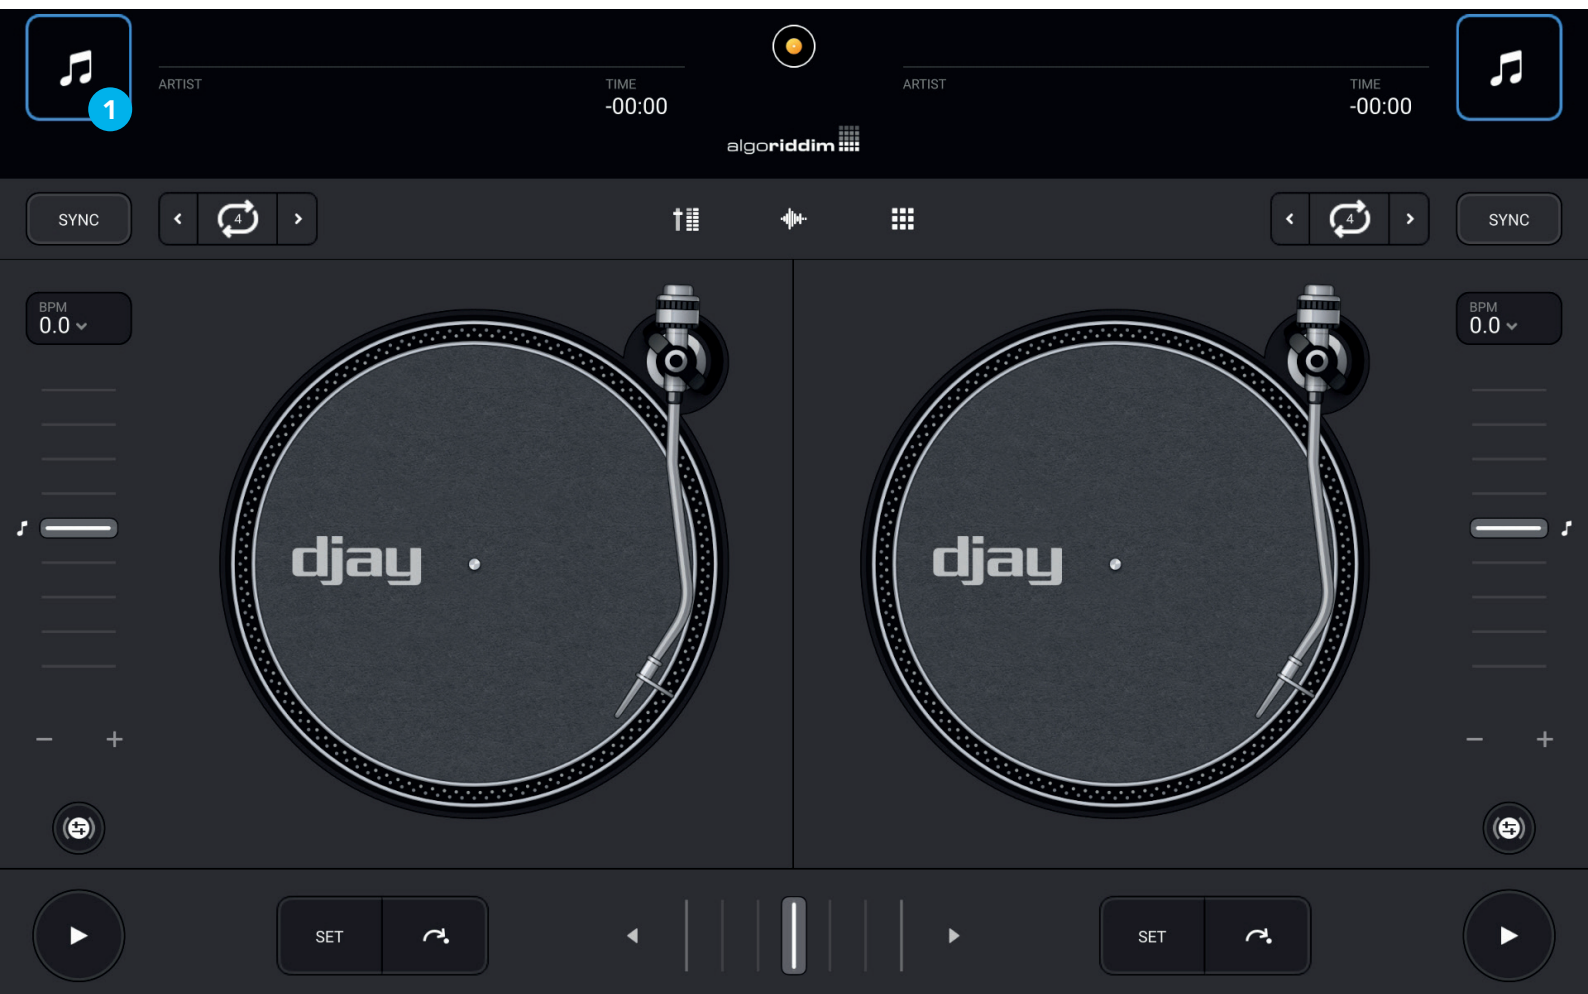 1
ARTIST
TIME
-00:00
ARTIST
TIME
-00:00
algoriddim
SYNC
4
4
SYNC
BPM
0.0
BPM
0.0
djay
djay
SET
SET